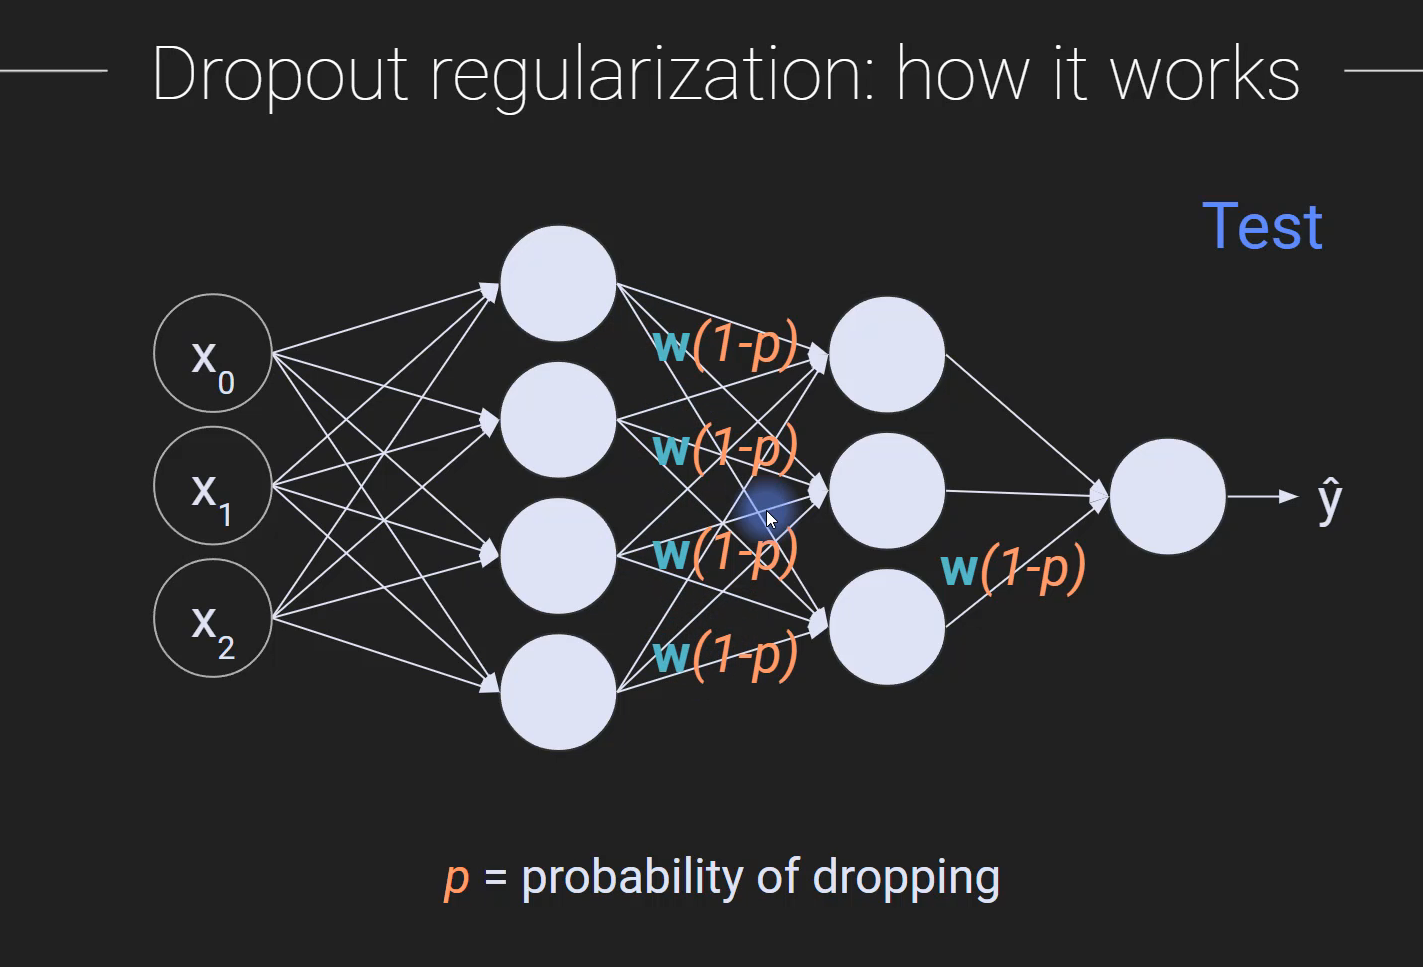 Dropout regularization: how it works
Test
x0
x1
x2
w(1-p)
w(1-p)
w(1-p)
w(1-p)
w(1-p)
ŷ
p = probability of dropping